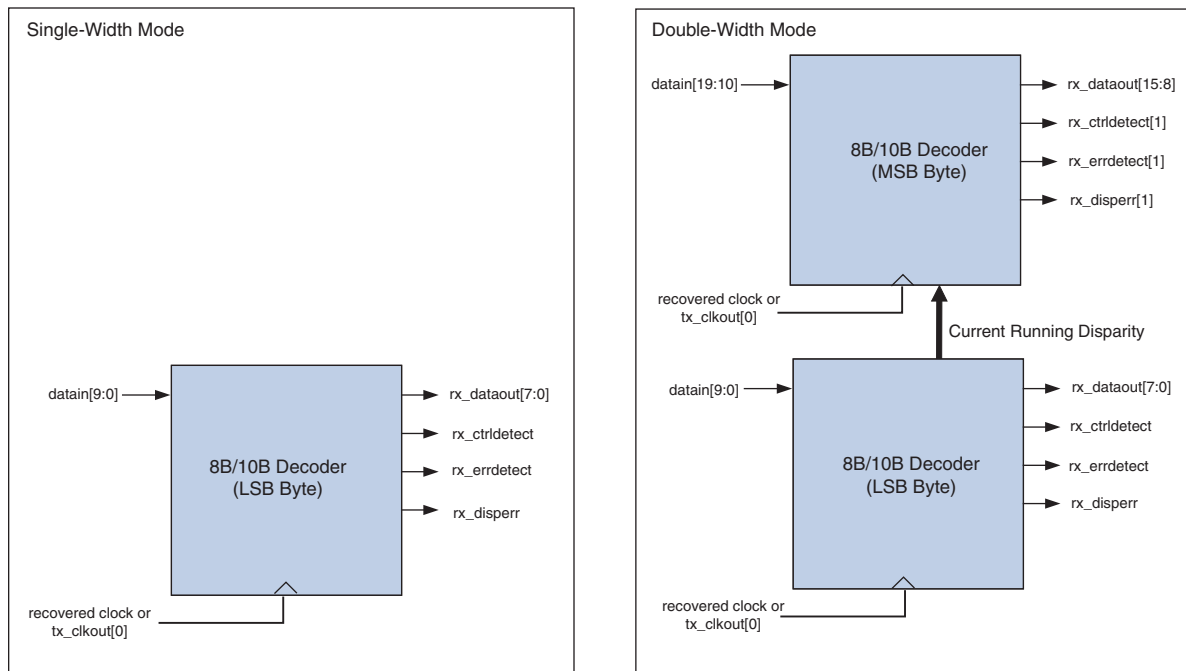 Single-Width Mode
datain[9:0]
8B/10B Decoder
(LSB Byte)
rx_dataout[7:0]
rx_ctrldetect
rx_errdetect
rx_disperr
recovered clock or
tx_clkout[0]
Double-Width Mode
datain[19:10]
8B/10B Decoder
(MSB Byte)
rx_dataout[15:8]
rx_ctrldetect[1]
rx_errdetect[1]
rx_disperr[1]
recovered clock or
tx_clkout[0]
Current Running Disparity
datain[9:0]
8B/10B Decoder
(LSB Byte)
rx_dataout[7:0]
rx_ctrldetect
rx_errdetect
rx_disperr
recovered clock or
tx_clkout[0]